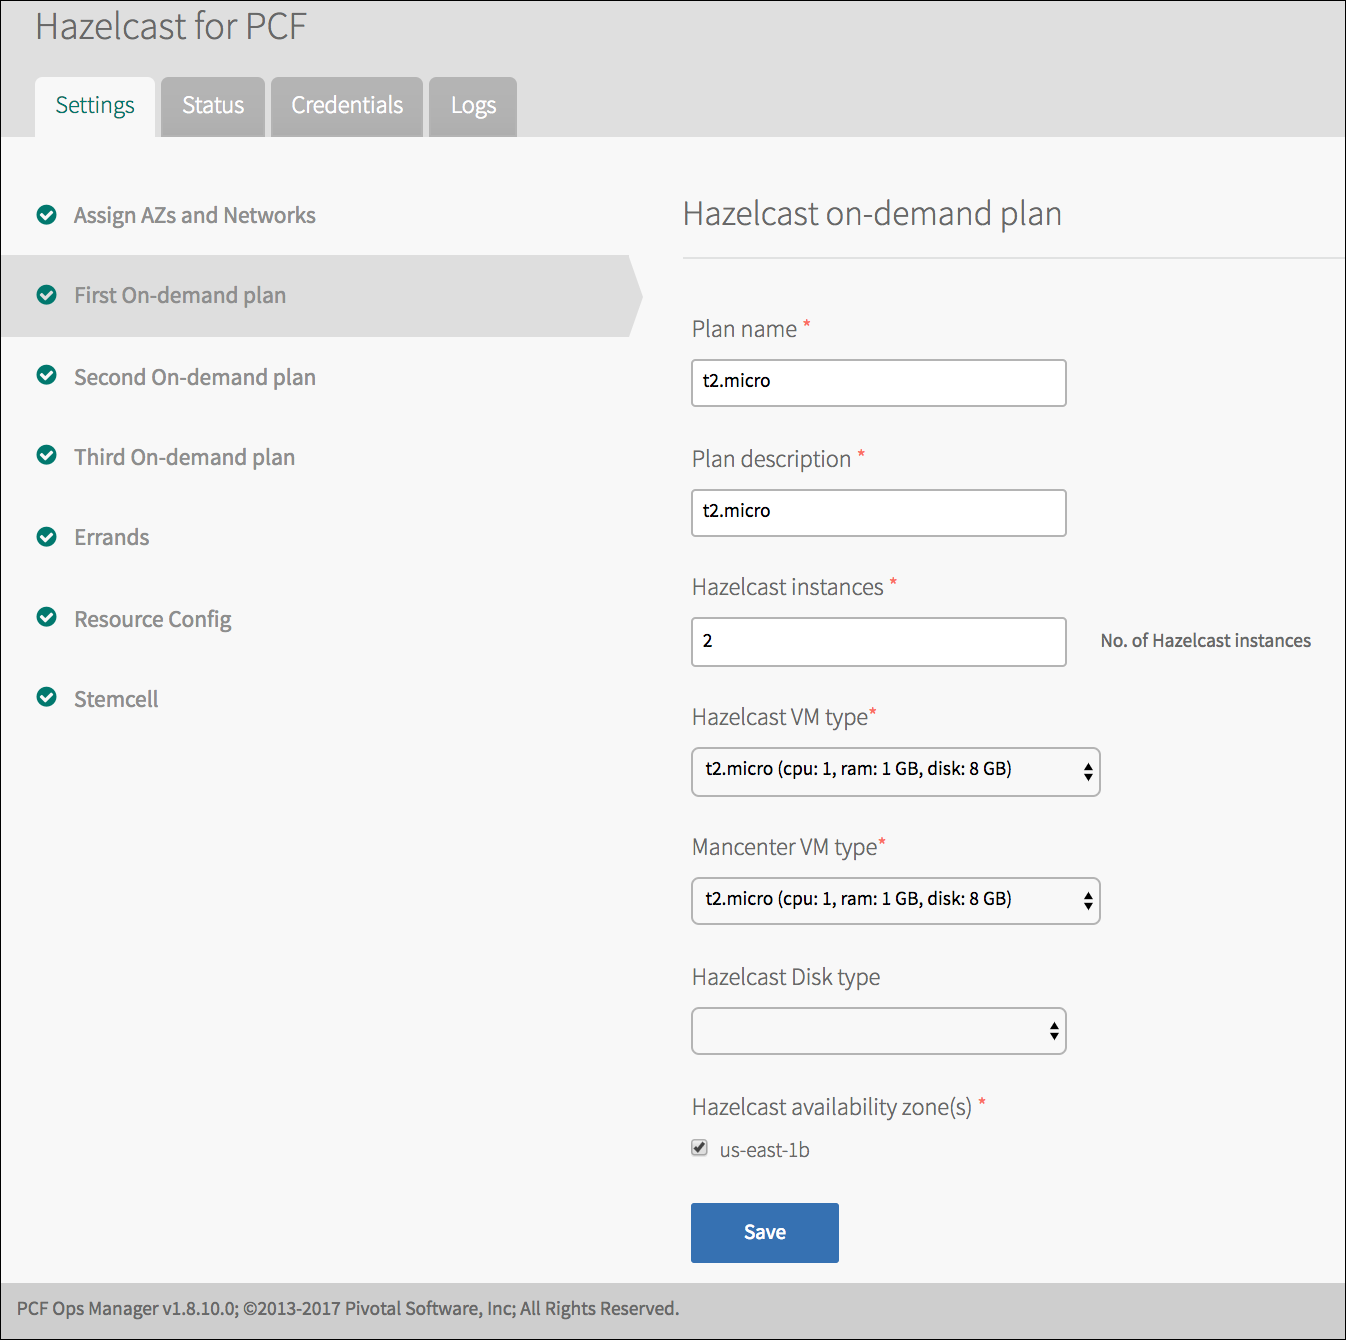 Hazelcast for PCF
Settings
Status
Credentials
Logs
Assign AZs and Networks
First On-demand plan
Second On-demand plan
Third On-demand plan
Errands
Resource Config
Stemcell
Hazelcast on-demand plan
Plan name *
t2.micro
Plan description *
t2.micro
Hazelcast instances *
2
No. of Hazelcast instances
Hazelcast VM type*
t2.micro (cpu: 1, ram: 1 GB, disk: 8 GB)
Mancenter VM type*
t2.micro (cpu: 1, ram: 1 GB, disk: 8 GB)
Hazelcast Disk type
Hazelcast availability zone(s) *
us-east-1b
Save
PCF Ops Manager v1.8.10.0; ©2013-2017 Pivotal Software, Inc; All Rights Reserved.